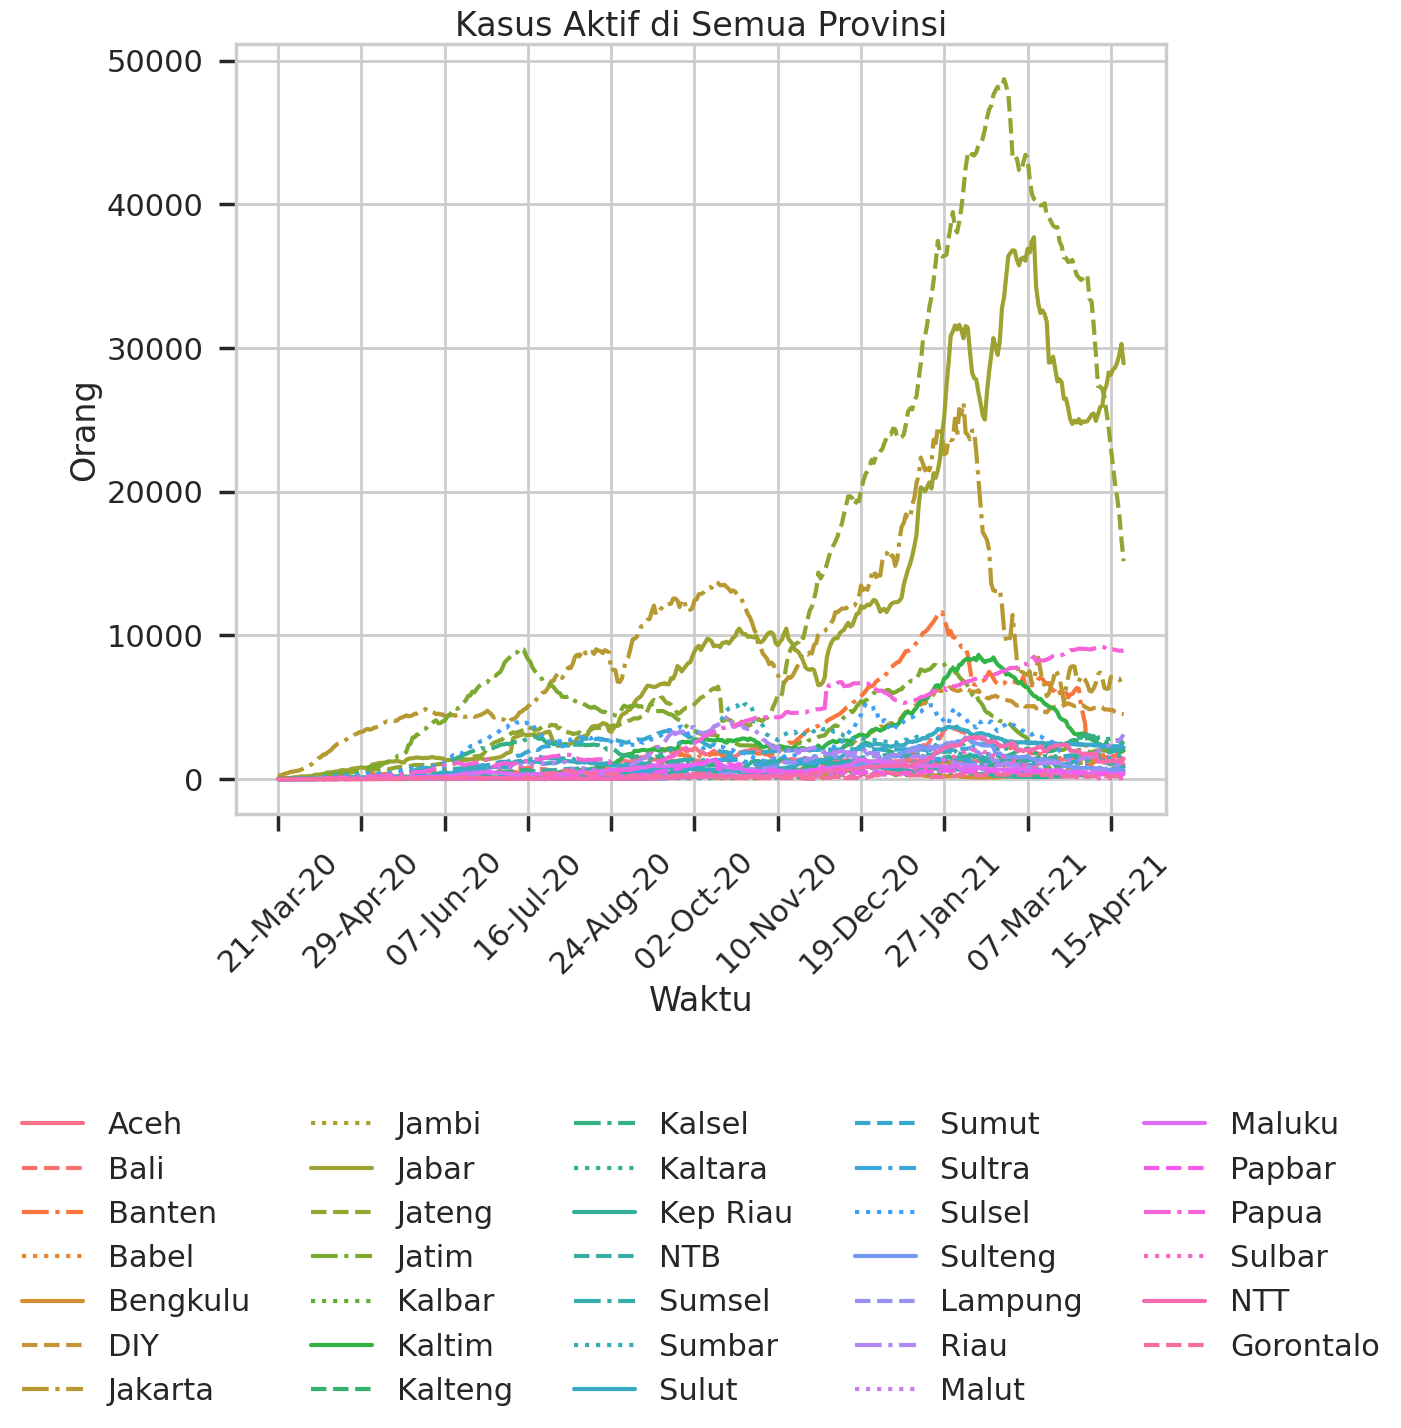 Kasus Aktif di Semua Provinsi
50000
40000
30000
20000
10000
0
Orang
21-Mar-20
29-Apr-20
07-Jun-20
16-Jul-20
24-Aug-20
02-Oct-20
10-Nov-20
19-Dec-20
27-Jan-21
07-Mar-21
15-Apr-21
Waktu
Aceh
Bali
Banten
Babel
Bengkulu
DIY
Jakarta
Jambi
Jabar
Jateng
Jatim
Kalbar
Kaltim
Kalteng
Kalsel
Kaltara
Kep Riau
NTB
Sumsel
Sumbar
Sulut
Sumut
Sultra
Sulsel
Sulteng
Lampung
Riau
Malut
Maluku
Papbar
Papua
Sulbar
NTT
Gorontalo